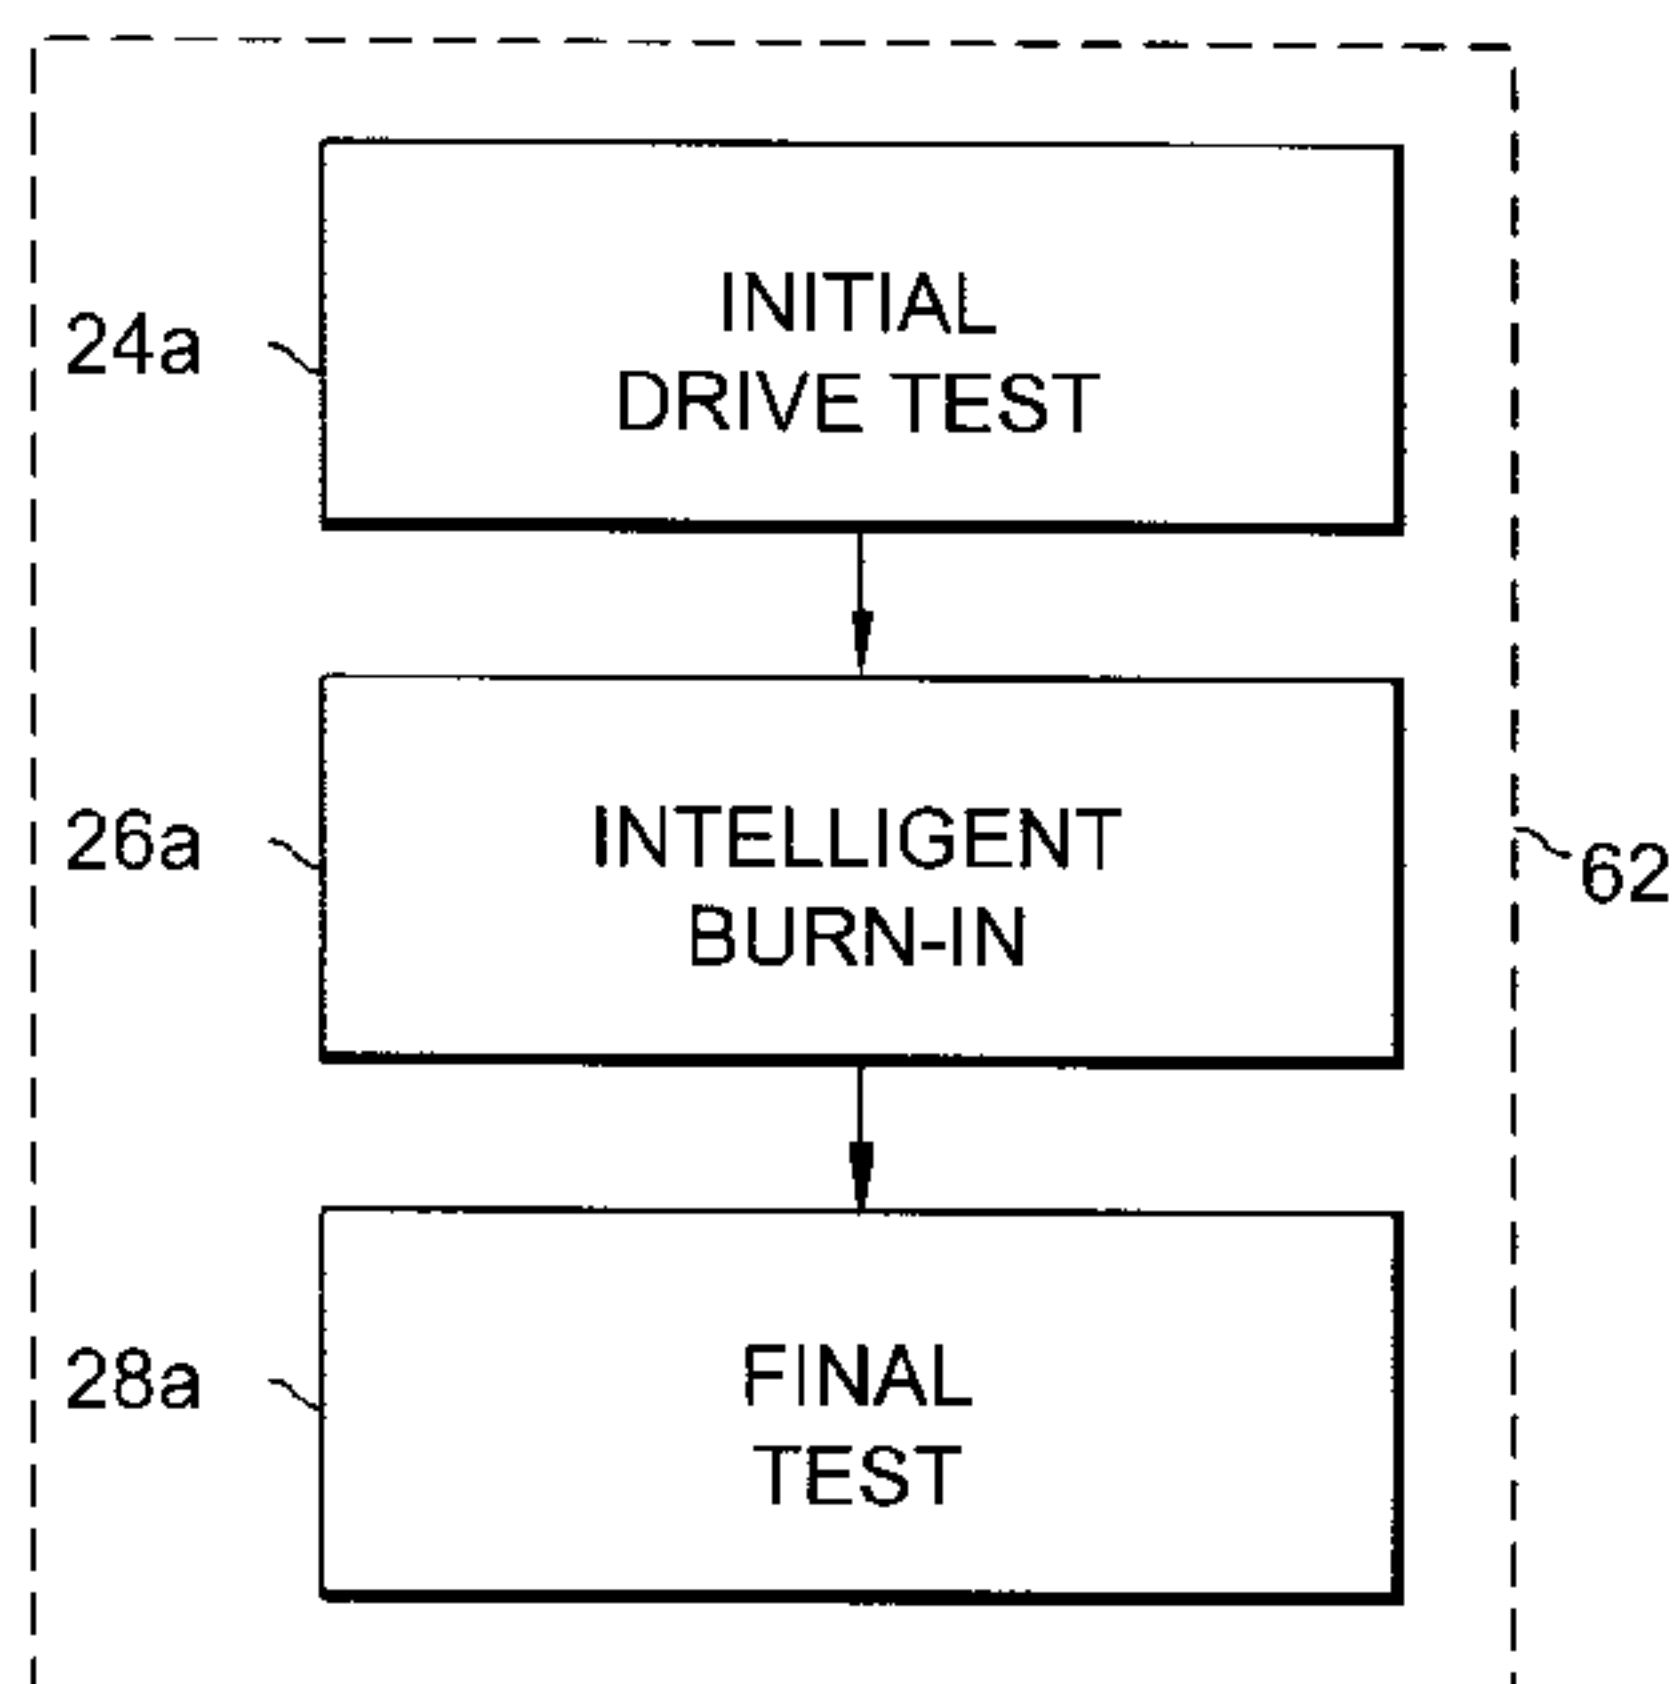 24a
INITIAL
DRIVE TEST
26a
INTELLIGENT
BURN-IN
62
28a
FINAL
TEST